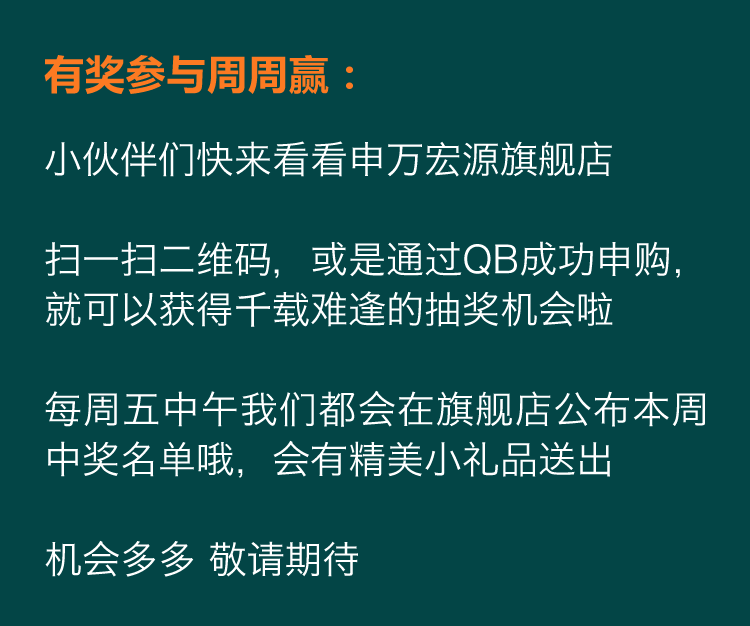 有奖参与周周赢：
小伙伴们快来看看申万宏源旗舰店
扫一扫二维码，或是通过QB成功申购，
就可以获得千载难逢的抽奖机会啦
每周五中午我们都会在旗舰店公布本周
中奖名单哦，会有精美小礼品送出
机会多多 敬请期待